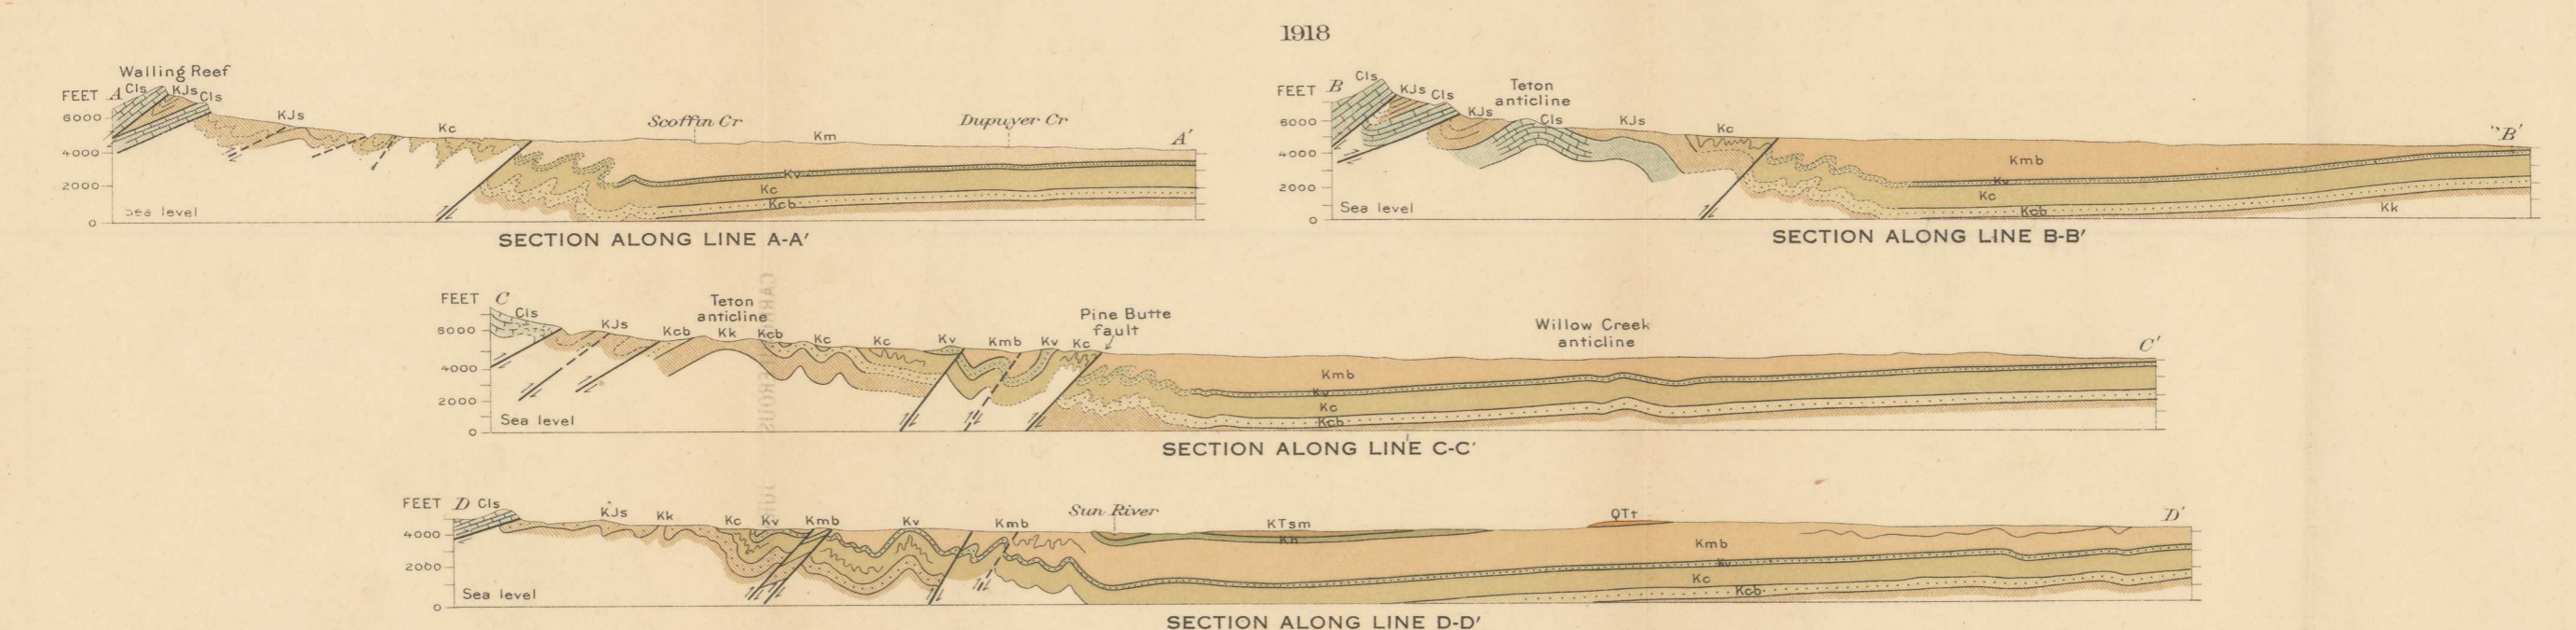 1918
Walling Reef
FEET A Cls KJs Cls
6000
KJs
Kc
Scoffin Cr
Km
Dupuyer Cr
A'
4000
2000
Kv
Kc
Kcb
Sea level
0
SECTION ALONG LINE A-A'
FEET B Cls KJs Cls KJs
Teton
anticline
Cls
KJs
Kc
"B'
6000
4000
2000
Kmb
Kv
Kc
Kcb
Kk
Sea level
0
SECTION ALONG LINE B-B'
FEET C
Cls
KJs
Kcb
Teton
anticline
Kk
Kcb
Kc
Kc
Kv
Kmb
Kv
Kc
Pine Butte
fault
Willow Creek
anticline
C'
6000
4000
2000
Kmb
Kv
Kc
Kcb
Sea level
0
SECTION ALONG LINE C-C'
FEET D Cls
KJs
Kk
Kc
Kv
Kmb
Kv
Kmb
Sun River
KTsm
Kh
QTt
D'
4000
2000
Kmb
Kv
Kc
Kcb
Sea level
0
SECTION ALONG LINE D-D'